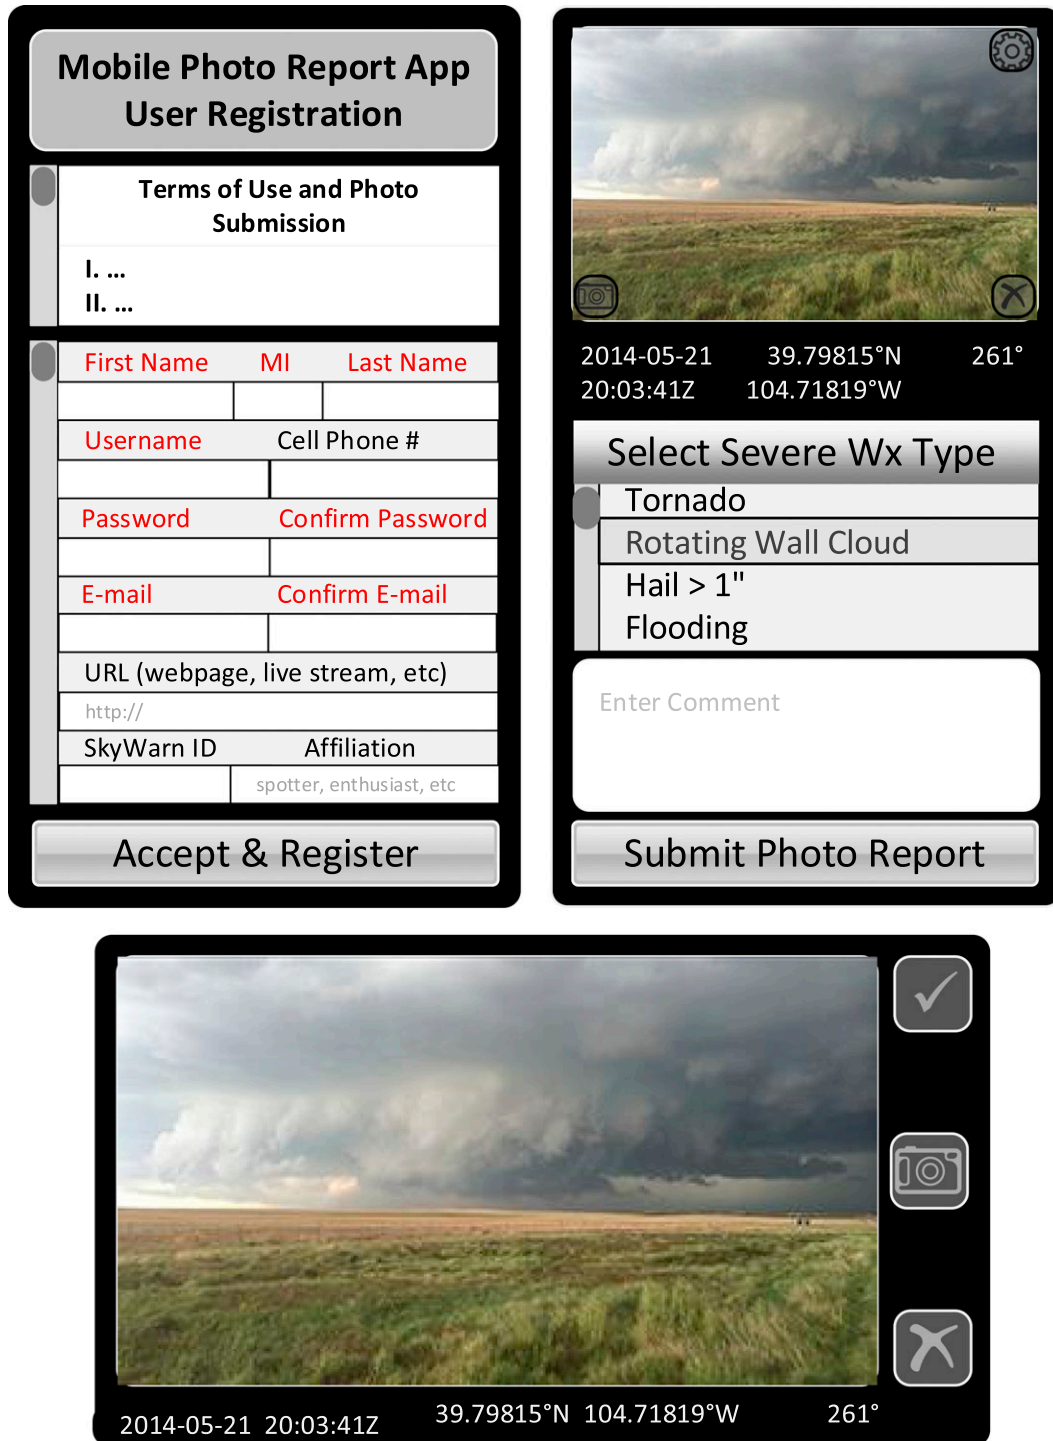 Mobile Photo Report App
User Registration
Terms of Use and Photo
Submission
I. ...
II. ...
First Name MI Last Name
Username Cell Phone #
Password Confirm Password
E-mail Confirm E-mail
URL (webpage, live stream, etc)
http://
SkyWarn ID Affiliation
spotter, enthusiast, etc
Accept & Register
2014-05-21 39.79815°N 261°
20:03:41Z 104.71819°W
Select Severe Wx Type
Tornado
Rotating Wall Cloud
Hail > 1"
Flooding
Enter Comment
Submit Photo Report
2014-05-21 20:03:41Z 39.79815°N 104.71819°W 261°